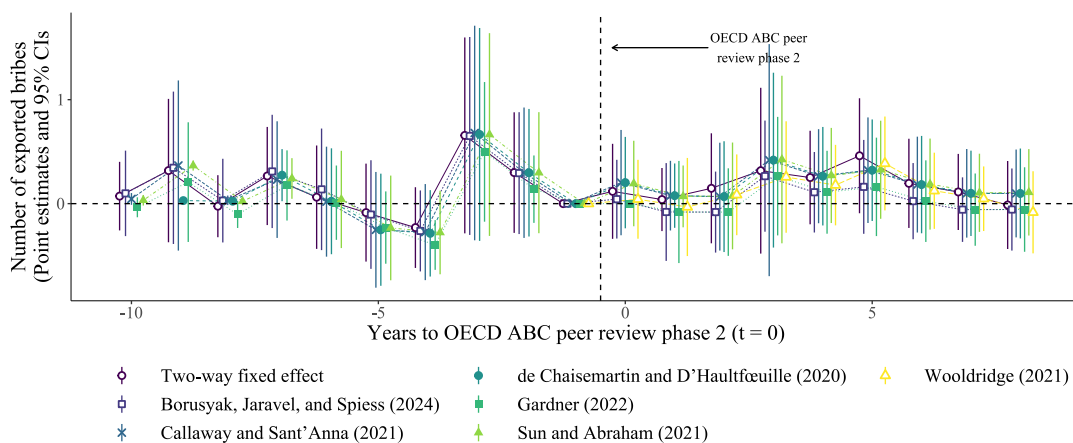 Number of exported bribes
(Point estimates and 95% CIs
1
0
OECD ABC peer
review phase 2
-10
-5
0
5
Years to OECD ABC peer review phase 2 (t = 0)
Two-way fixed effect
de Chaisemartin and D’Haultfœuille (2020)
Wooldridge (2021)
Borusyak, Jaravel, and Spiess (2024)
Gardner (2022)
Callaway and Sant’Anna (2021)
Sun and Abraham (2021)